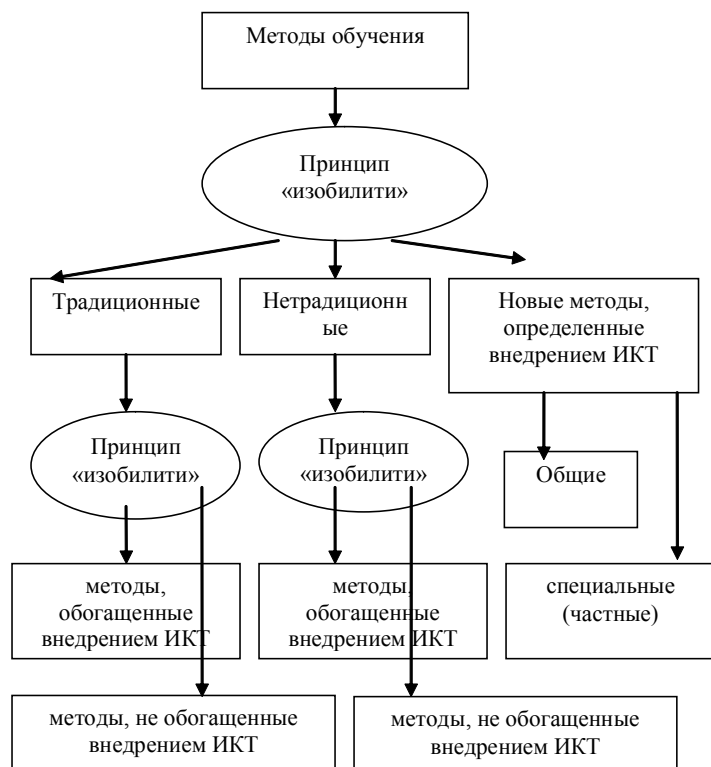 Методы обучения
Принцип
«изобилити»
Традиционные
Нетрадиционн
ые
Новые методы,
определенные
внедрением ИКТ
Принцип
«изобилити»
Принцип
«изобилити»
Общие
методы,
обогащенные
внедрением ИКТ
методы,
обогащенные
внедрением ИКТ
специальные
(частные)
методы, не обогащенные
внедрением ИКТ
методы, не обогащенные
внедрением ИКТ